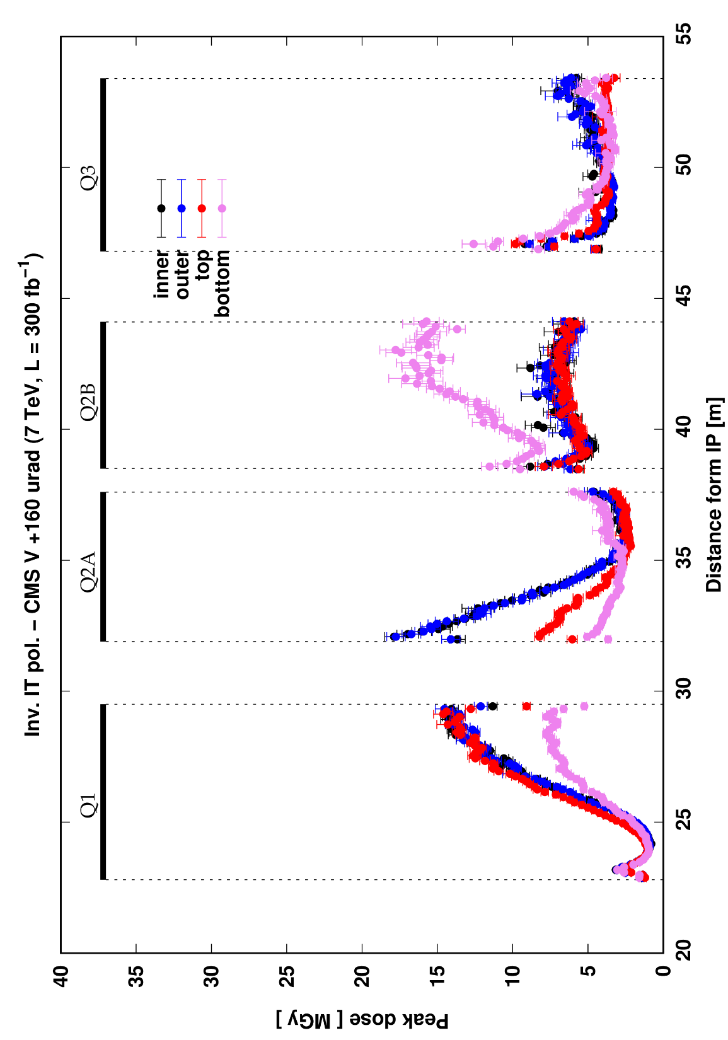 Inv. IT pol. – CMS V +160 urad (7 TeV, L = 300 fb⁻¹)
Q1
Q2A
Q2B
Q3
inner
outer
top
bottom
40
35
30
25
20
15
10
5
0
Peak dose [ MGy ]
20
25
30
35
40
45
50
55
Distance form IP [m]